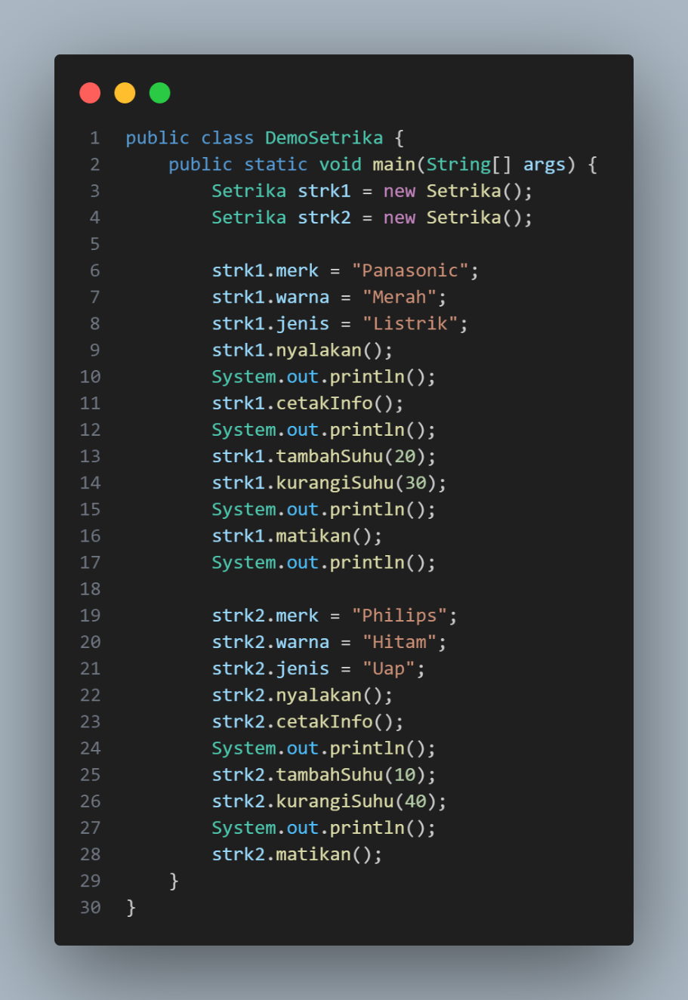 1 public class DemoSetrika {
2     public static void main(String[] args) {
3         Setrika strk1 = new Setrika();
4         Setrika strk2 = new Setrika();
5
6         strk1.merk = "Panasonic";
7         strk1.warna = "Merah";
8         strk1.jenis = "Listrik";
9         strk1.nyalakan();
10         System.out.println();
11         strk1.cetakInfo();
12         System.out.println();
13         strk1.tambahSuhu(20);
14         strk1.kurangiSuhu(30);
15         System.out.println();
16         strk1.matikan();
17         System.out.println();
18
19         strk2.merk = "Philips";
20         strk2.warna = "Hitam";
21         strk2.jenis = "Uap";
22         strk2.nyalakan();
23         strk2.cetakInfo();
24         System.out.println();
25         strk2.tambahSuhu(10);
26         strk2.kurangiSuhu(40);
27         System.out.println();
28         strk2.matikan();
29     }
30 }